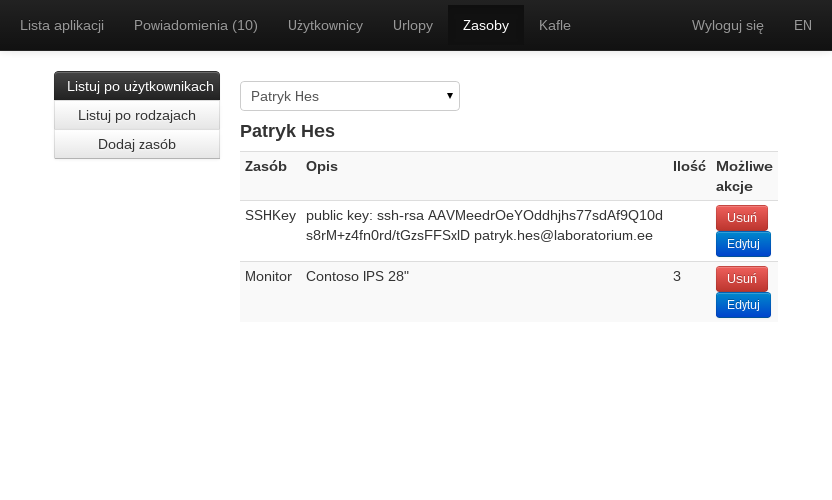 Lista aplikacji Powiadomienia (10) Użytkownicy Urlopy Zasoby Kafle Wyloguj się EN
Listuj po użytkownikach
Listuj po rodzajach
Dodaj zasób
Patryk Hes
Patryk Hes
Zasób Opis Ilość Możliwe akcje
SSHKey public key: ssh-rsa AAVMeedrOeYOddhjhs77sdAf9Q10d
s8rM+z4fn0rd/tGzsFFSxlD patryk.hes@laboratorium.ee
Usuń
Edytuj
Monitor Contoso IPS 28" 3
Usuń
Edytuj